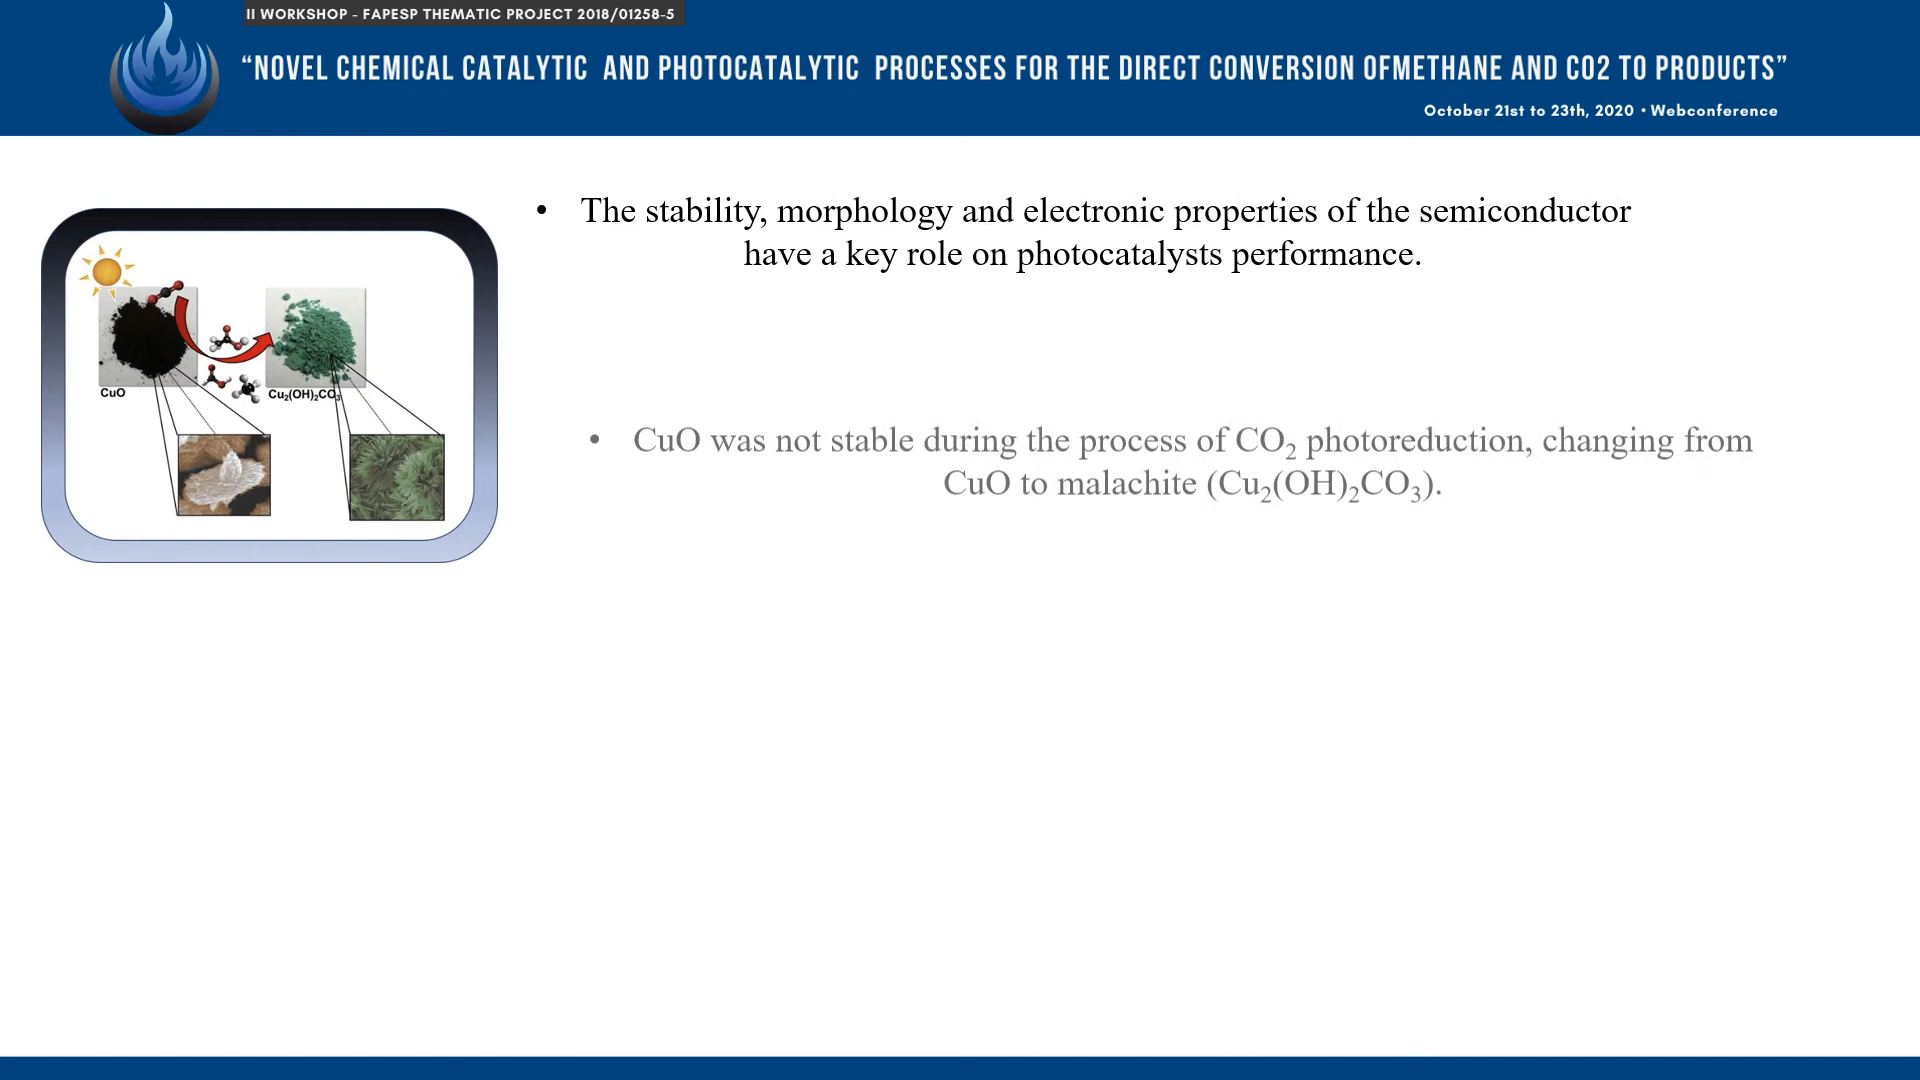 II WORKSHOP - FAPESP THEMATIC PROJECT 2018/01258-5
“NOVEL CHEMICAL CATALYTIC AND PHOTOCATALYTIC PROCESSES FOR THE DIRECT CONVERSION OFMETHANE AND CO2 TO PRODUCTS”
October 21st to 23th, 2020 • Webconference
• The stability, morphology and electronic properties of the semiconductor
have a key role on photocatalysts performance.
CuO
Cu₂(OH)₂CO₃
• CuO was not stable during the process of CO₂ photoreduction, changing from
CuO to malachite (Cu₂(OH)₂CO₃).